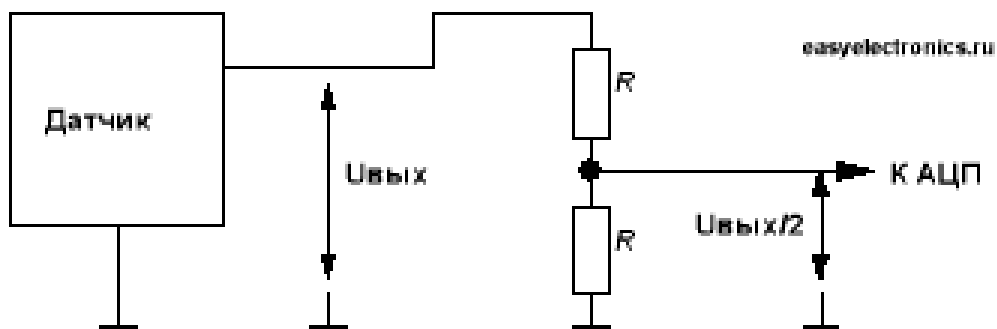 easyelectronics.ru
R
Датчик
Uвых
К АЦП
Uвых/2
R